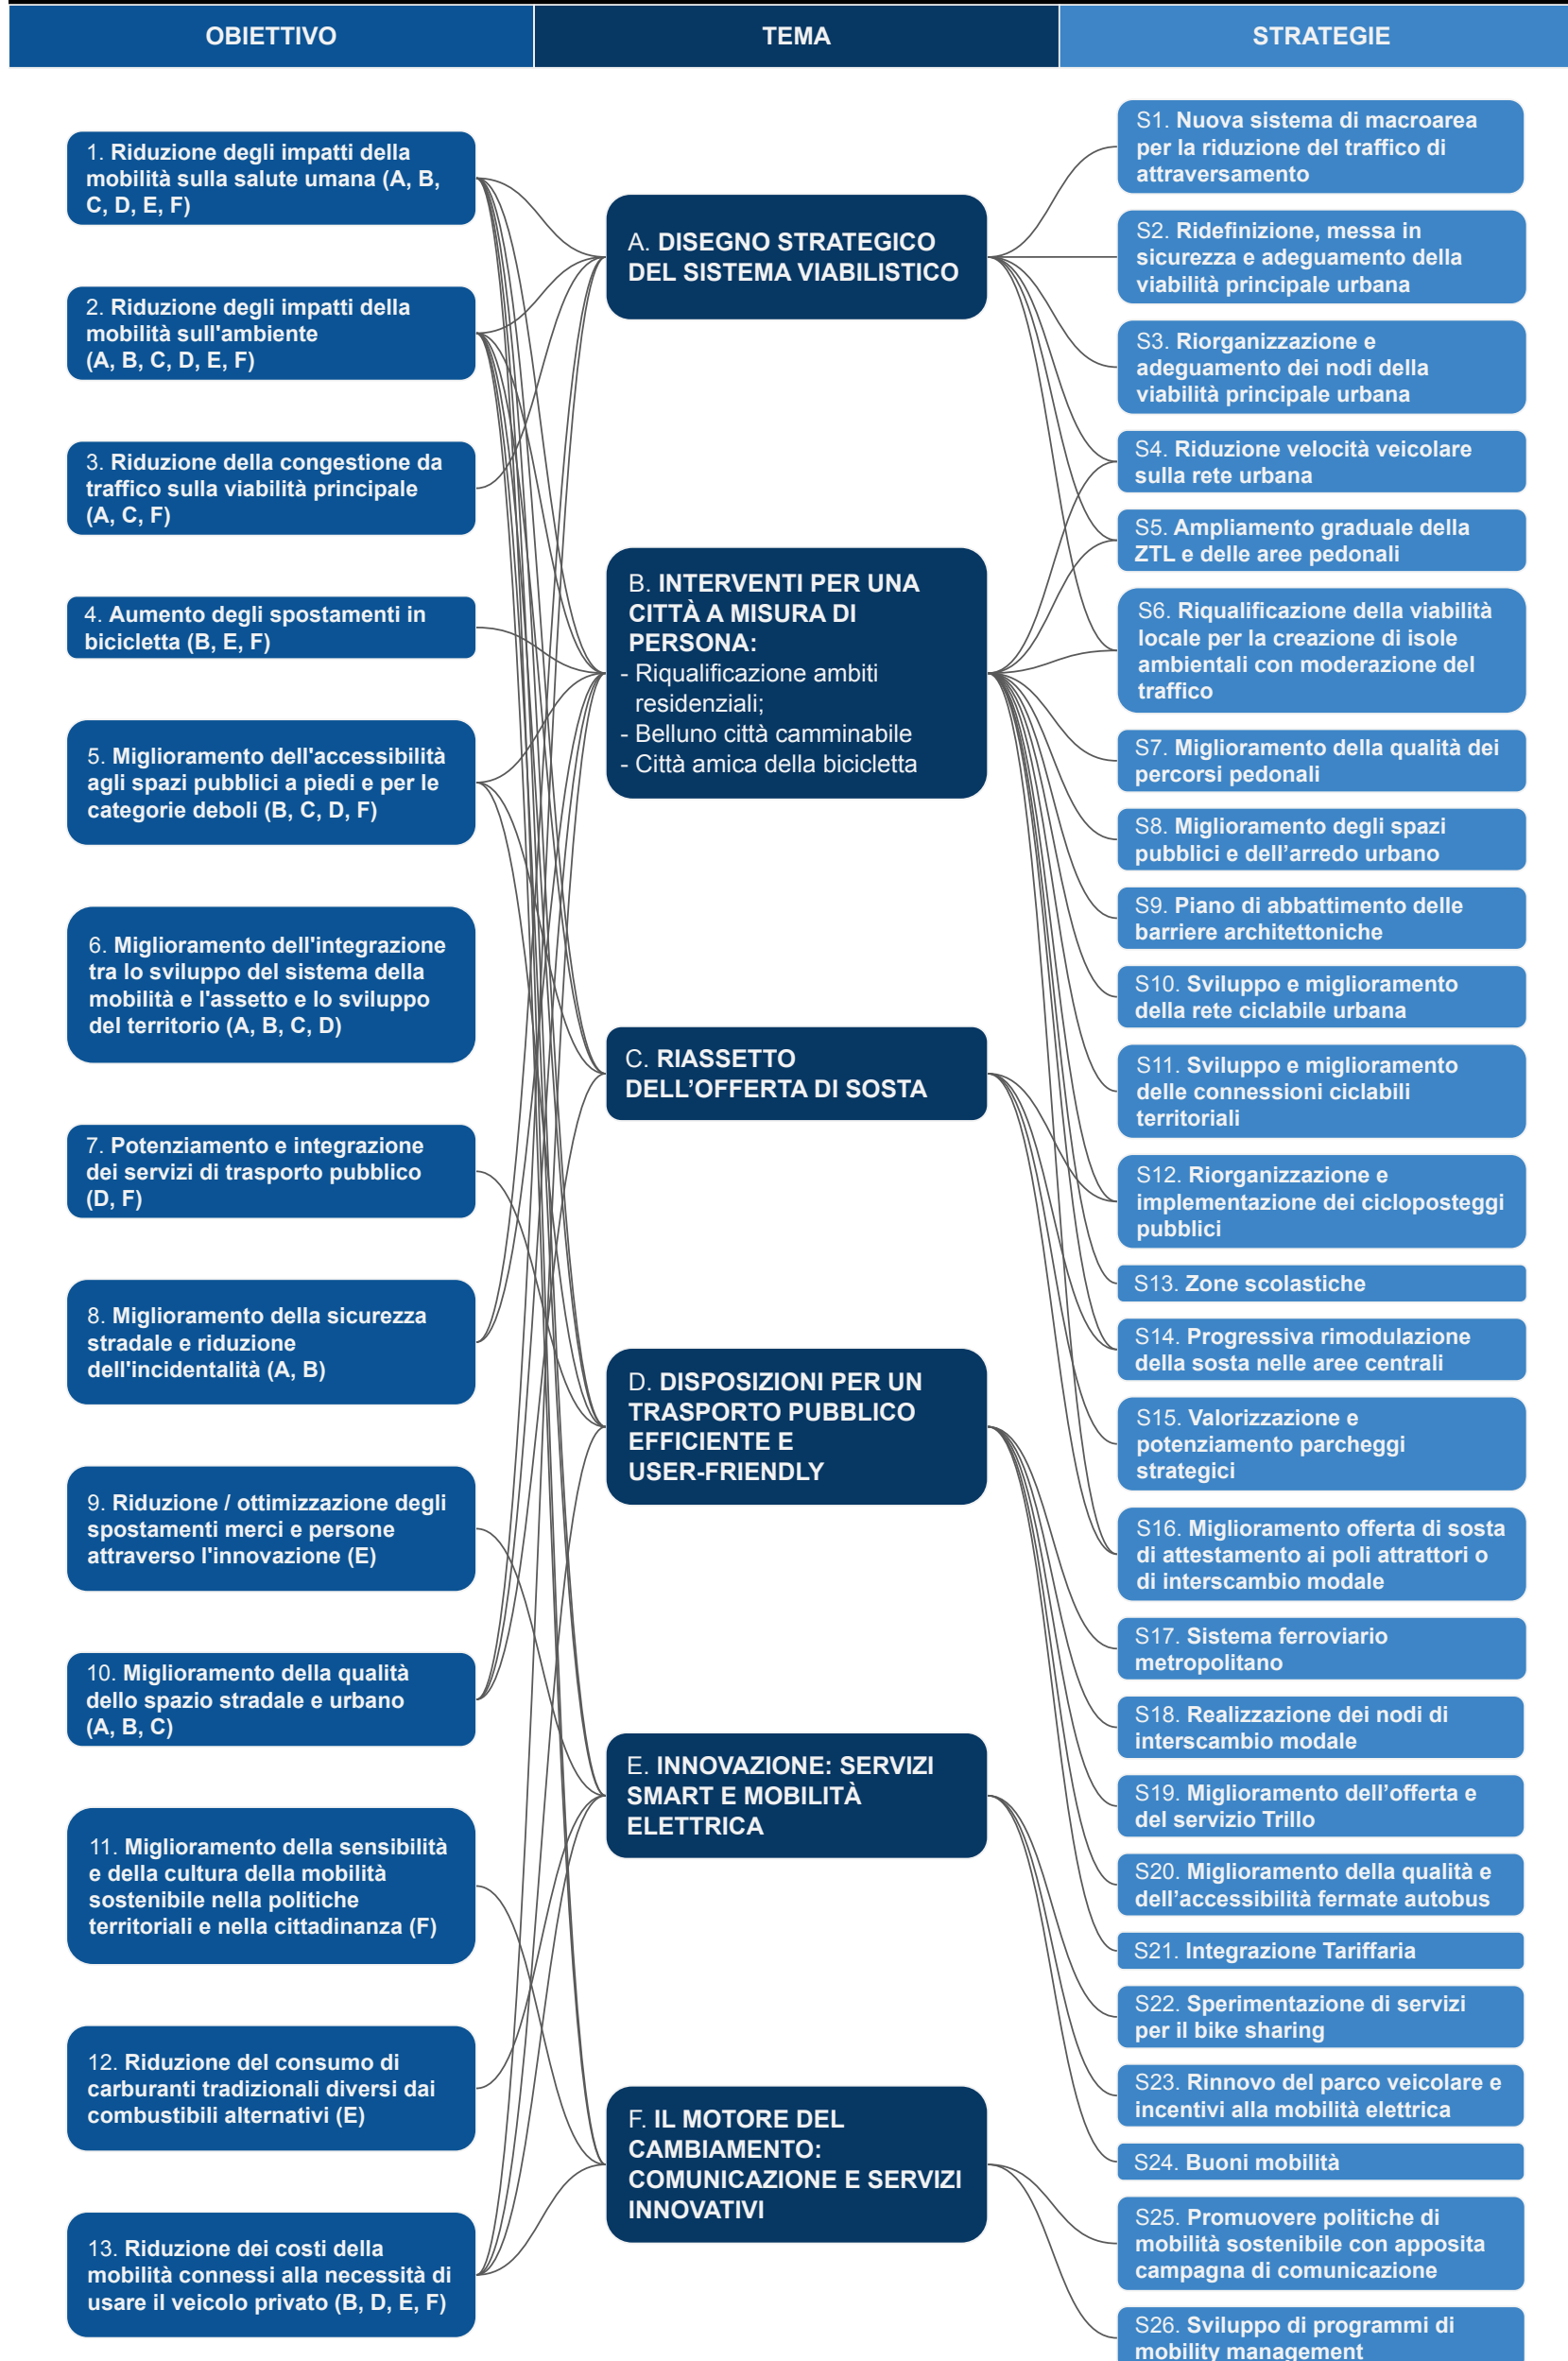 OBIETTIVO
TEMA
STRATEGIE
1. Riduzione degli impatti della
mobilità sulla salute umana (A, B,
C, D, E, F)
2. Riduzione degli impatti della
mobilità sull'ambiente
(A, B, C, D, E, F)
3. Riduzione della congestione da
traffico sulla viabilità principale
(A, C, F)
4. Aumento degli spostamenti in
bicicletta (B, E, F)
5. Miglioramento dell'accessibilità
agli spazi pubblici a piedi e per le
categorie deboli (B, C, D, F)
6. Miglioramento dell'integrazione
tra lo sviluppo del sistema della
mobilità e l'assetto e lo sviluppo
del territorio (A, B, C, D)
7. Potenziamento e integrazione
dei servizi di trasporto pubblico
(D, F)
8. Miglioramento della sicurezza
stradale e riduzione
dell'incidentalità (A, B)
9. Riduzione / ottimizzazione degli
spostamenti merci e persone
attraverso l'innovazione (E)
10. Miglioramento della qualità
dello spazio stradale e urbano
(A, B, C)
11. Miglioramento della sensibilità
e della cultura della mobilità
sostenibile nella politiche
territoriali e nella cittadinanza (F)
12. Riduzione del consumo di
carburanti tradizionali diversi dai
combustibili alternativi (E)
13. Riduzione dei costi della
mobilità connessi alla necessità di
usare il veicolo privato (B, D, E, F)
A. DISEGNO STRATEGICO
DEL SISTEMA VIABILISTICO
B. INTERVENTI PER UNA
CITTÀ A MISURA DI
PERSONA:
- Riqualificazione ambiti
residenziali;
- Belluno città camminabile
- Città amica della bicicletta
C. RIASSETTO
DELL’OFFERTA DI SOSTA
D. DISPOSIZIONI PER UN
TRASPORTO PUBBLICO
EFFICIENTE E
USER-FRIENDLY
E. INNOVAZIONE: SERVIZI
SMART E MOBILITÀ
ELETTRICA
F. IL MOTORE DEL
CAMBIAMENTO:
COMUNICAZIONE E SERVIZI
INNOVATIVI
S1. Nuova sistema di macroarea
per la riduzione del traffico di
attraversamento
S2. Ridefinizione, messa in
sicurezza e adeguamento della
viabilità principale urbana
S3. Riorganizzazione e
adeguamento dei nodi della
viabilità principale urbana
S4. Riduzione velocità veicolare
sulla rete urbana
S5. Ampliamento graduale della
ZTL e delle aree pedonali
S6. Riqualificazione della viabilità
locale per la creazione di isole
ambientali con moderazione del
traffico
S7. Miglioramento della qualità dei
percorsi pedonali
S8. Miglioramento degli spazi
pubblici e dell’arredo urbano
S9. Piano di abbattimento delle
barriere architettoniche
S10. Sviluppo e miglioramento
della rete ciclabile urbana
S11. Sviluppo e miglioramento
delle connessioni ciclabili
territoriali
S12. Riorganizzazione e
implementazione dei cicloposteggi
pubblici
S13. Zone scolastiche
S14. Progressiva rimodulazione
della sosta nelle aree centrali
S15. Valorizzazione e
potenziamento parcheggi
strategici
S16. Miglioramento offerta di sosta
di attestamento ai poli attrattori o
di interscambio modale
S17. Sistema ferroviario
metropolitano
S18. Realizzazione dei nodi di
interscambio modale
S19. Miglioramento dell’offerta e
del servizio Trillo
S20. Miglioramento della qualità e
dell’accessibilità fermate autobus
S21. Integrazione Tariffaria
S22. Sperimentazione di servizi
per il bike sharing
S23. Rinnovo del parco veicolare e
incentivi alla mobilità elettrica
S24. Buoni mobilità
S25. Promuovere politiche di
mobilità sostenibile con apposita
campagna di comunicazione
S26. Sviluppo di programmi di
mobility management